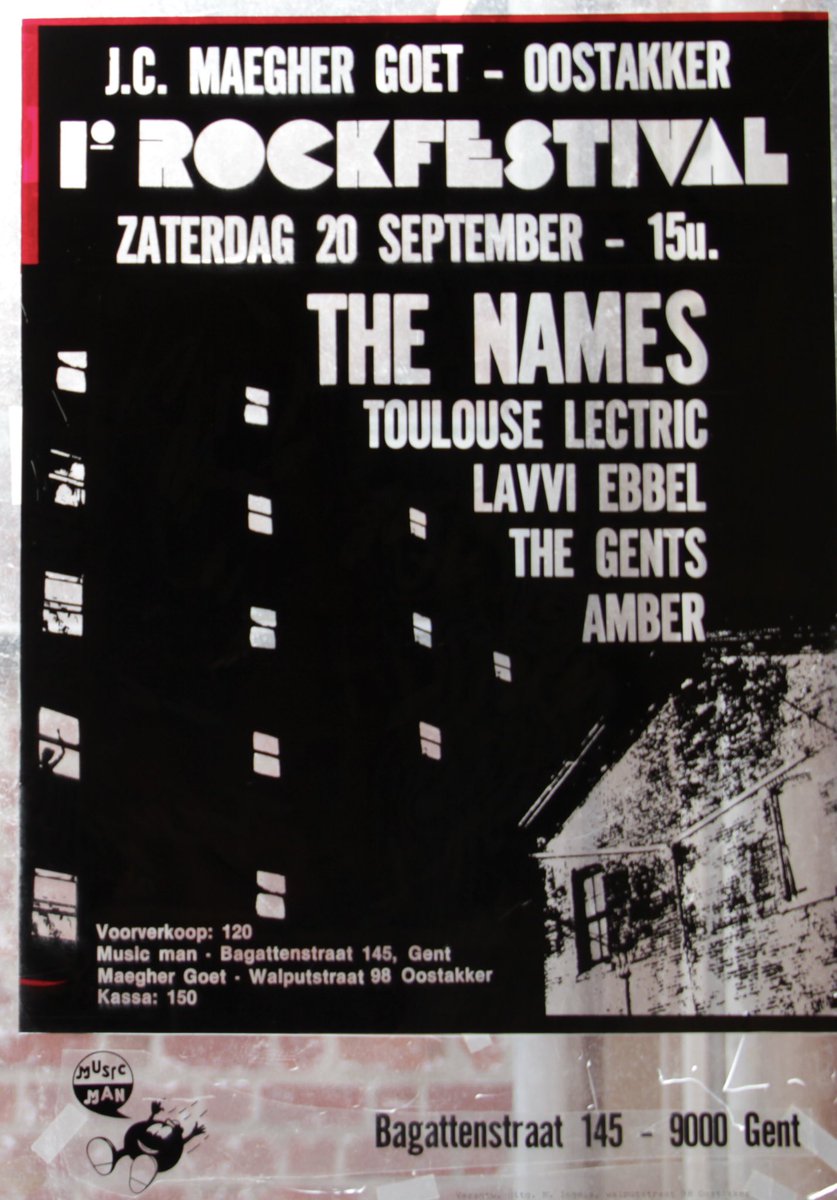 J.C. MAEGHER GOET - OOSTAKKER
1° ROCKFESTIVAL
ZATERDAG 20 SEPTEMBER - 15u.
THE NAMES
TOULOUSE LECTRIC
LAVVI EBBEL
THE GENTS
AMBER
Voorverkoop: 120
Music man - Bagattenstraat 145, Gent
Maegher Goet - Walputstraat 98 Oostakker
Kassa: 150
MUSIC
MAN
Bagattenstraat 145 - 9000 Gent